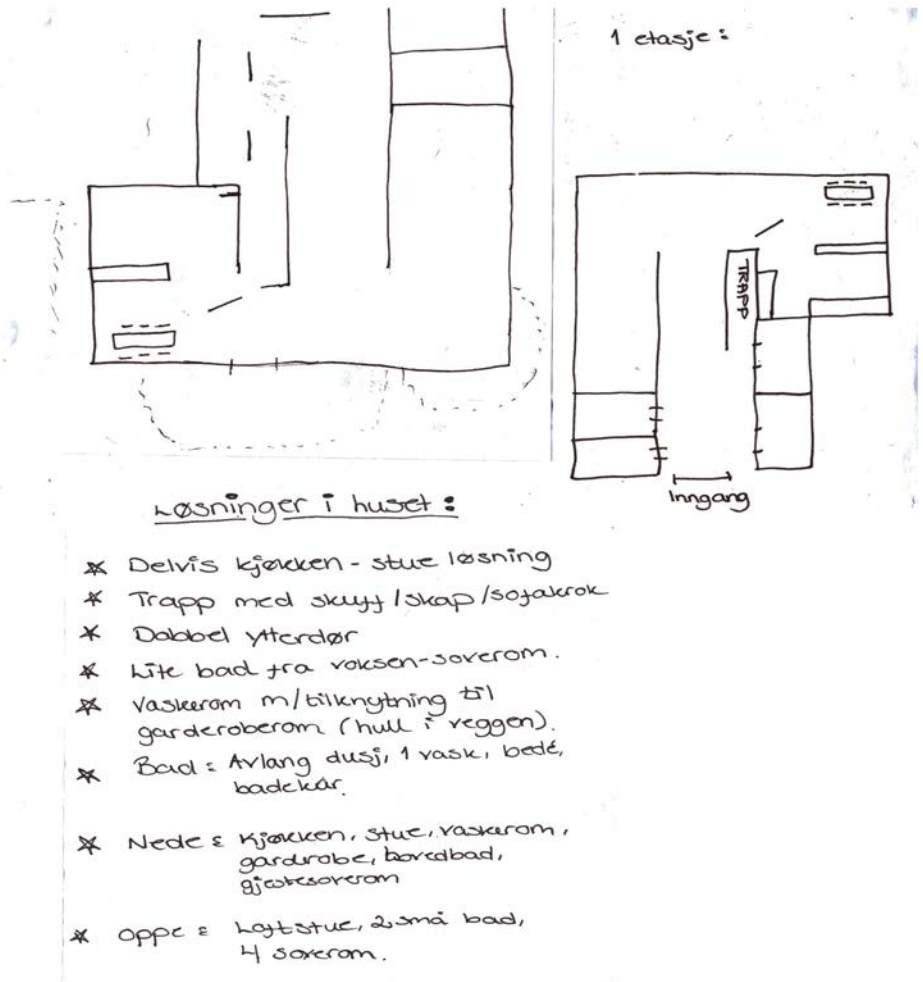 1 etasje :
TRAPP
Inngang
Løsninger i huset :
* Delvis kjøkken - stue løsning
* Trapp med skuff /skap /sofakrok
* Dobbel ytterdør
* Lite bad fra voksen-soverom.
* Vaskerom m/tilknytning til
garderoberom (hull i veggen).
* Bad : Avlang dusj, 1 vask, bedé,
badekar.
* Nede : Kjøkken, stue, vaskerom,
gardrobe, hovedbad,
gjestesoverom
* Oppe : Loftstue, 2 små bad,
4 soverom.